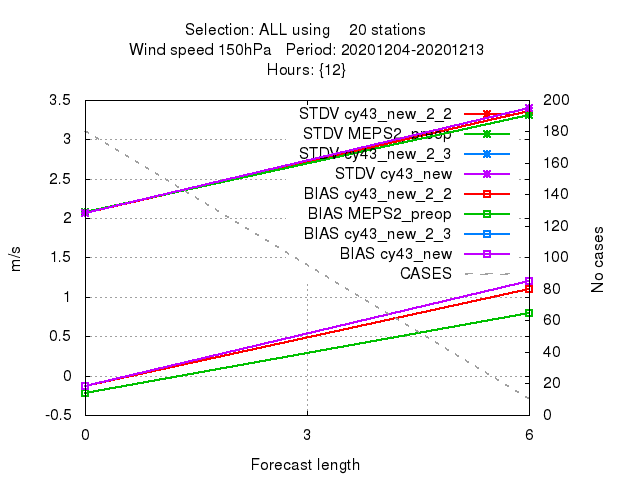 Selection: ALL using 20 stations
Wind speed 150hPa Period: 20201204-20201213
Hours: {12}
STDV cy43_new_2_2
STDV MEPS2_preop
STDV cy43_new_2_3
STDV cy43_new
BIAS cy43_new_2_2
BIAS MEPS2_preop
BIAS cy43_new_2_3
BIAS cy43_new
CASES
3.5
3
2.5
2
1.5
1
0.5
0
-0.5
m/s
200
180
160
140
120
100
80
60
40
20
0
No cases
0 3 6
Forecast length